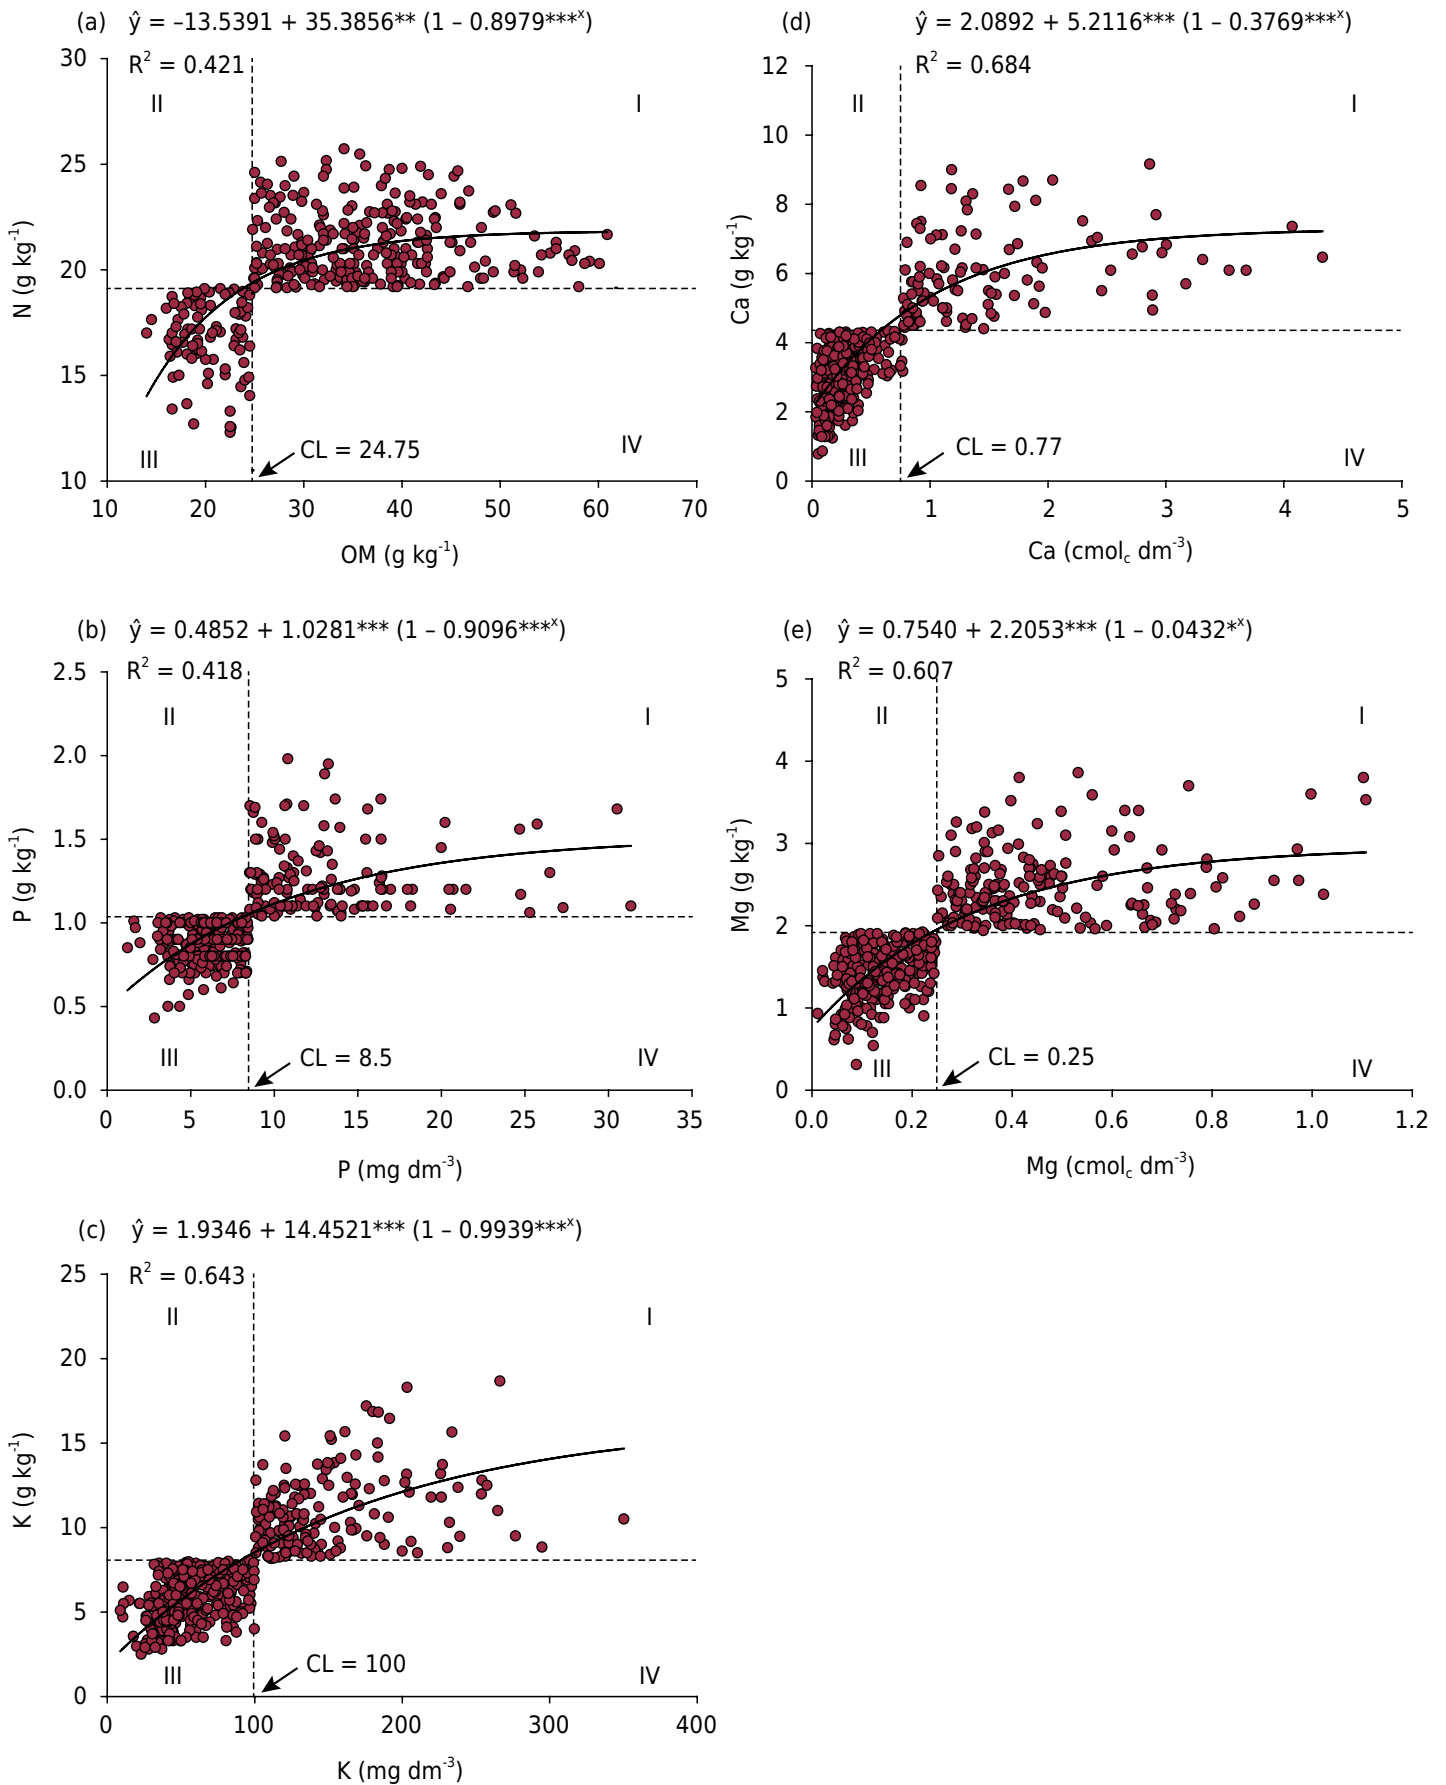 (a) ŷ = –13.5391 + 35.3856** (1 – 0.8979***ˣ)
R² = 0.421
30
25
20
15
10
N (g kg⁻¹)
II
I
III
IV
CL = 24.75
10 20 30 40 50 60 70
OM (g kg⁻¹)
(d) ŷ = 2.0892 + 5.2116*** (1 – 0.3769***ˣ)
R² = 0.684
12
10
8
6
4
2
0
Ca (g kg⁻¹)
II
I
III
IV
CL = 0.77
0 1 2 3 4 5
Ca (cmol꜀ dm⁻³)
(b) ŷ = 0.4852 + 1.0281*** (1 – 0.9096***ˣ)
R² = 0.418
2.5
2.0
1.5
1.0
0.5
0.0
P (g kg⁻¹)
II
I
III
IV
CL = 8.5
0 5 10 15 20 25 30 35
P (mg dm⁻³)
(e) ŷ = 0.7540 + 2.2053*** (1 – 0.0432*ˣ)
R² = 0.607
5
4
3
2
1
0
Mg (g kg⁻¹)
II
I
III
IV
CL = 0.25
0.0 0.2 0.4 0.6 0.8 1.0 1.2
Mg (cmol꜀ dm⁻³)
(c) ŷ = 1.9346 + 14.4521*** (1 – 0.9939***ˣ)
R² = 0.643
25
20
15
10
5
0
K (g kg⁻¹)
II
I
III
IV
CL = 100
0 100 200 300 400
K (mg dm⁻³)